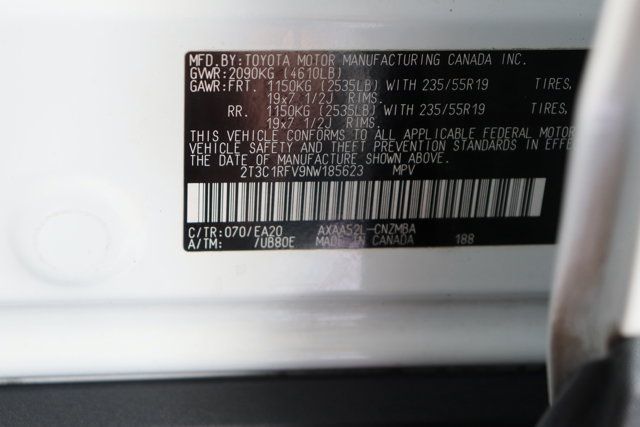 MFD.BY:TOYOTA MOTOR MANUFACTURING CANADA INC.
GVWR:2090KG (4610LB)
GAWR:FRT. 1150KG (2535LB) WITH 235/55R19 TIRES,
19x7 1/2J RIMS.
RR. 1150KG (2535LB) WITH 235/55R19 TIRES,
19x7 1/2J RIMS.
THIS VEHICLE CONFORMS TO ALL APPLICABLE FEDERAL MOTOR
VEHICLE SAFETY AND THEFT PREVENTION STANDARDS IN EFFE
THE DATE OF MANUFACTURE SHOWN ABOVE.
2T3C1RFV9NW185623 MPV
C/TR:070/EA20 AXAA52L-CNZMBA
A/TM: /UB80E MADE IN CANADA 188